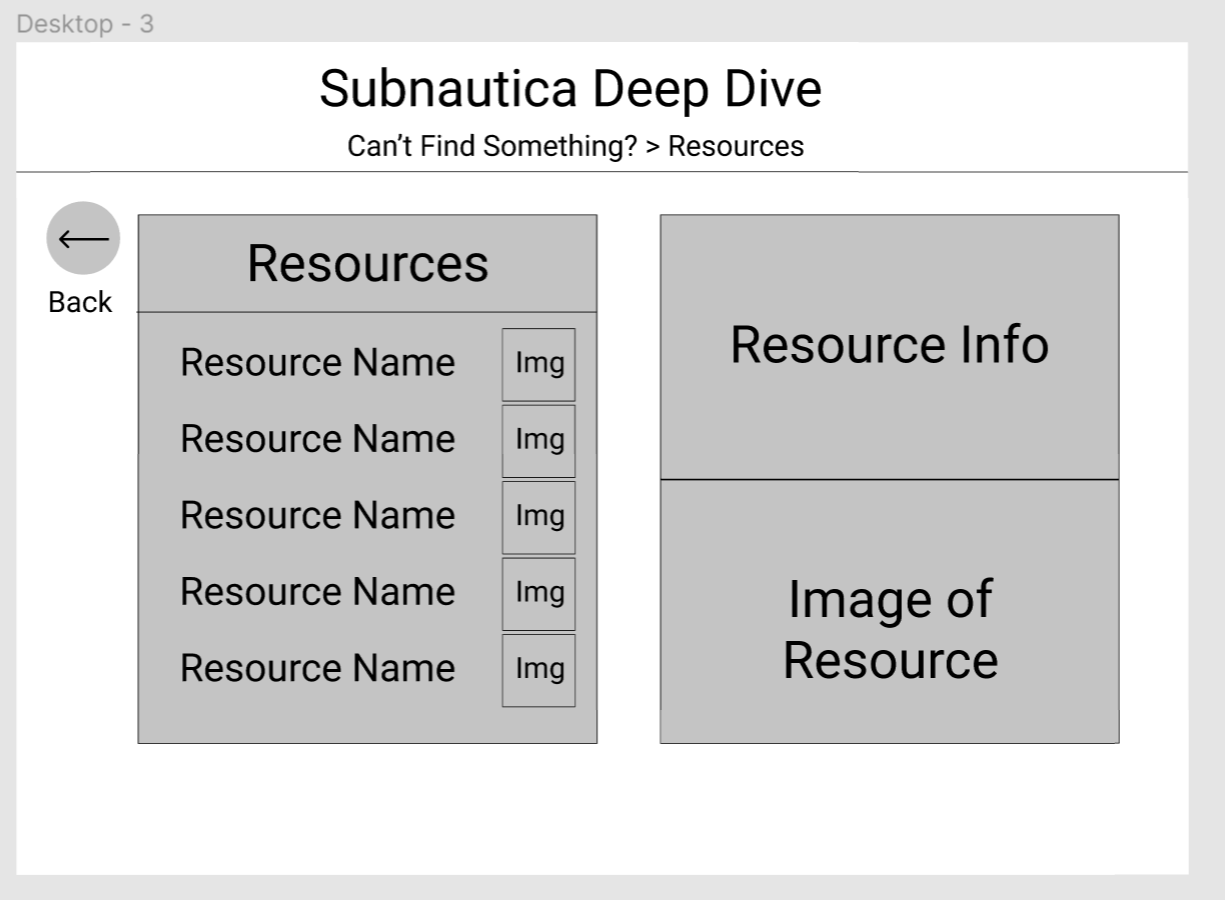 Desktop - 3
Subnautica Deep Dive
Can't Find Something? > Resources
Back
Resources
Resource Name Img
Resource Name Img
Resource Name Img
Resource Name Img
Resource Name Img
Resource Info
Image of
Resource